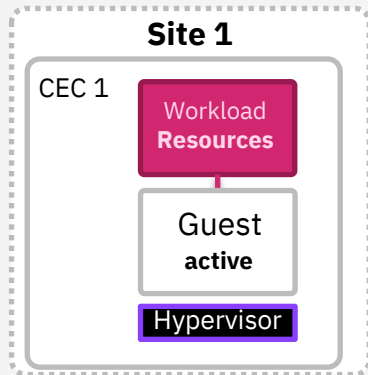 Site 1
CEC 1
Workload
Resources
Guest
active
Hypervisor